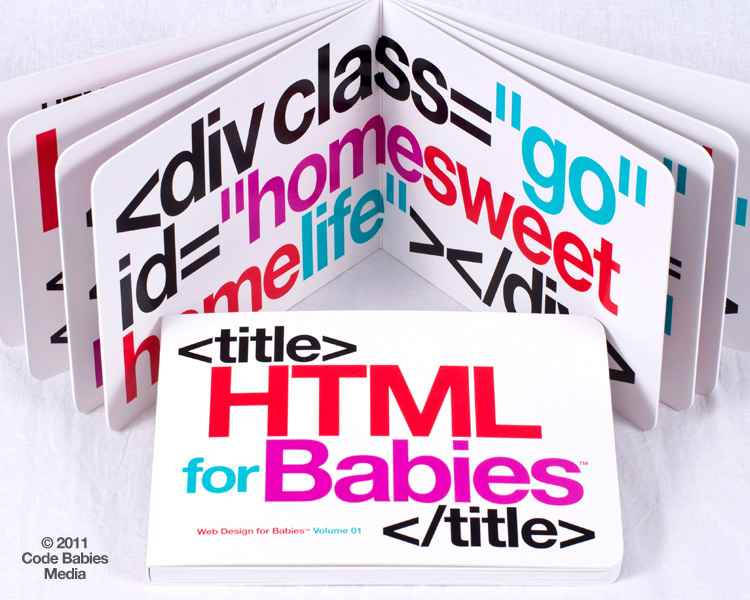 <div class="go"
id="homesweet
homelife"></div>
<title>
HTML
for Babies™
Web Design for Babies™ Volume 01
</title>
© 2011
Code Babies
Media